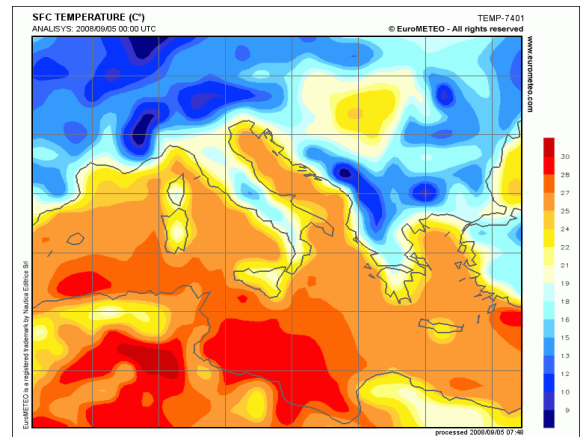 SFC TEMPERATURE (C°)
TEMP-7401
ANALISYS: 2008/09/05 00:00 UTC
© EuroMETEO - All rights reserved
www.eurometeo.com
EuroMETEO is a registered trademark by Nautica Editrice Srl
30
28
27
26
25
24
22
21
19
18
16
15
13
12
10
9
processed 2008/09/05 07:48